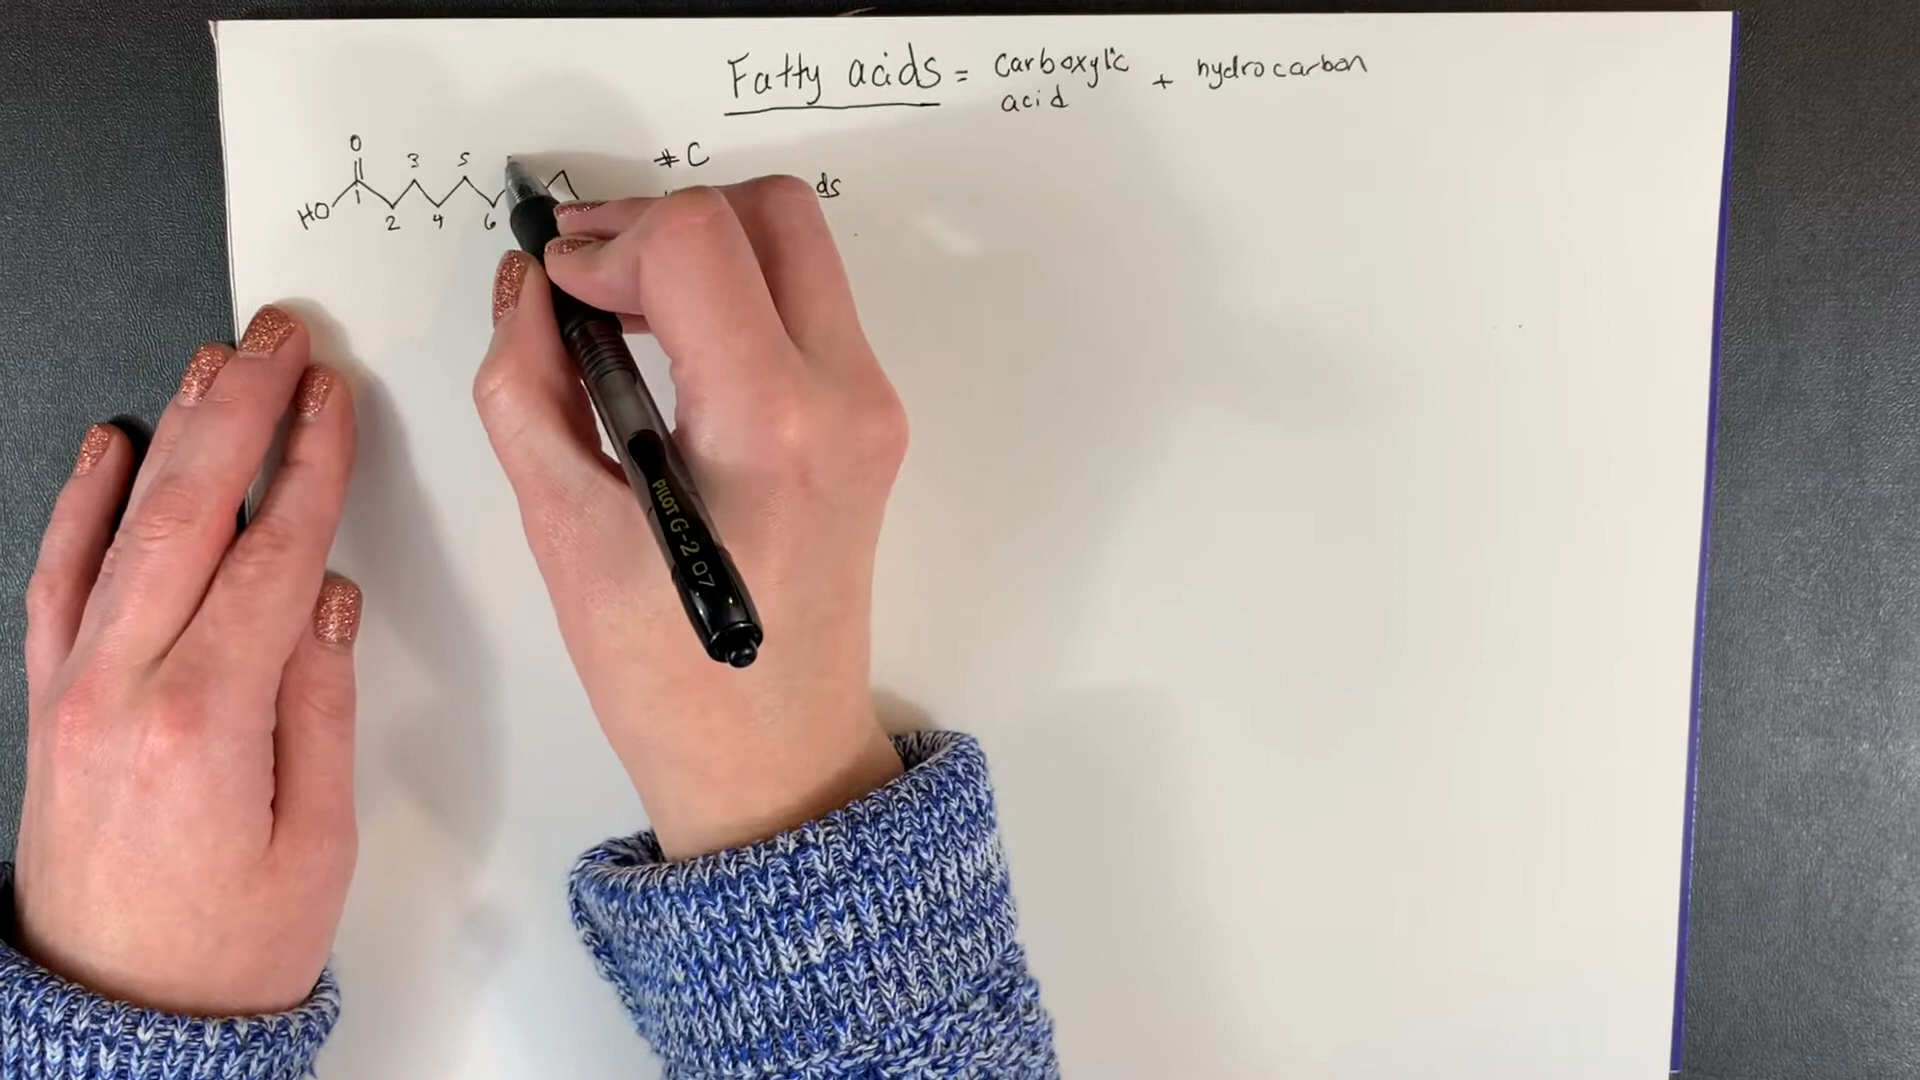 Fatty acids = carboxylic acid + hydrocarbon
O
3 5
HO 1 2 4 6
# C
PILOT G-2 07